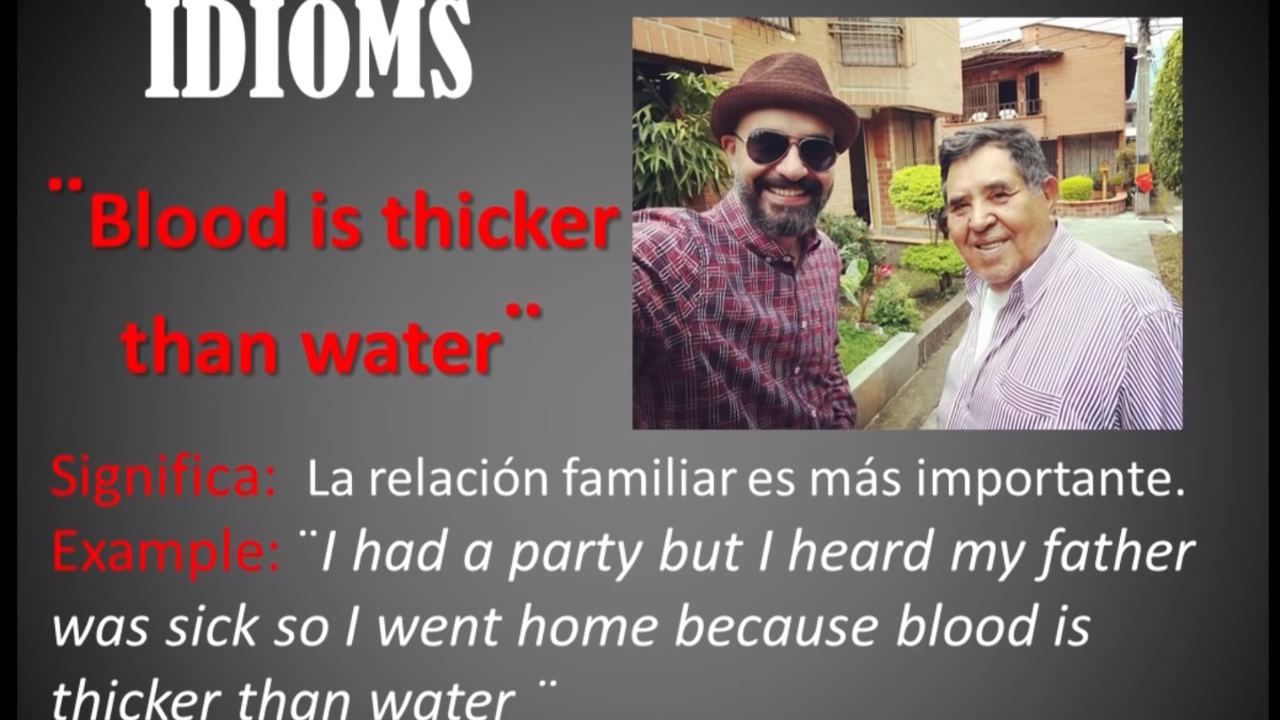 IDIOMS
¨Blood is thicker
than water¨
Significa: La relación familiar es más importante.
Example: ¨I had a party but I heard my father
was sick so I went home because blood is
thicker than water ¨